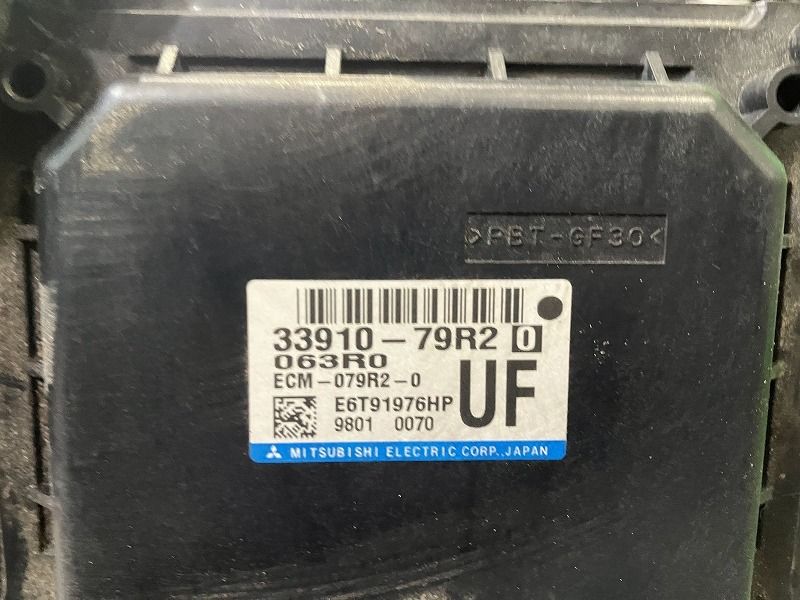 >PBT-GF30<
33910-79R2 0
063R0
ECM-079R2-0
UF
E6T91976HP
9801 0070
MITSUBISHI ELECTRIC CORP.,JAPAN